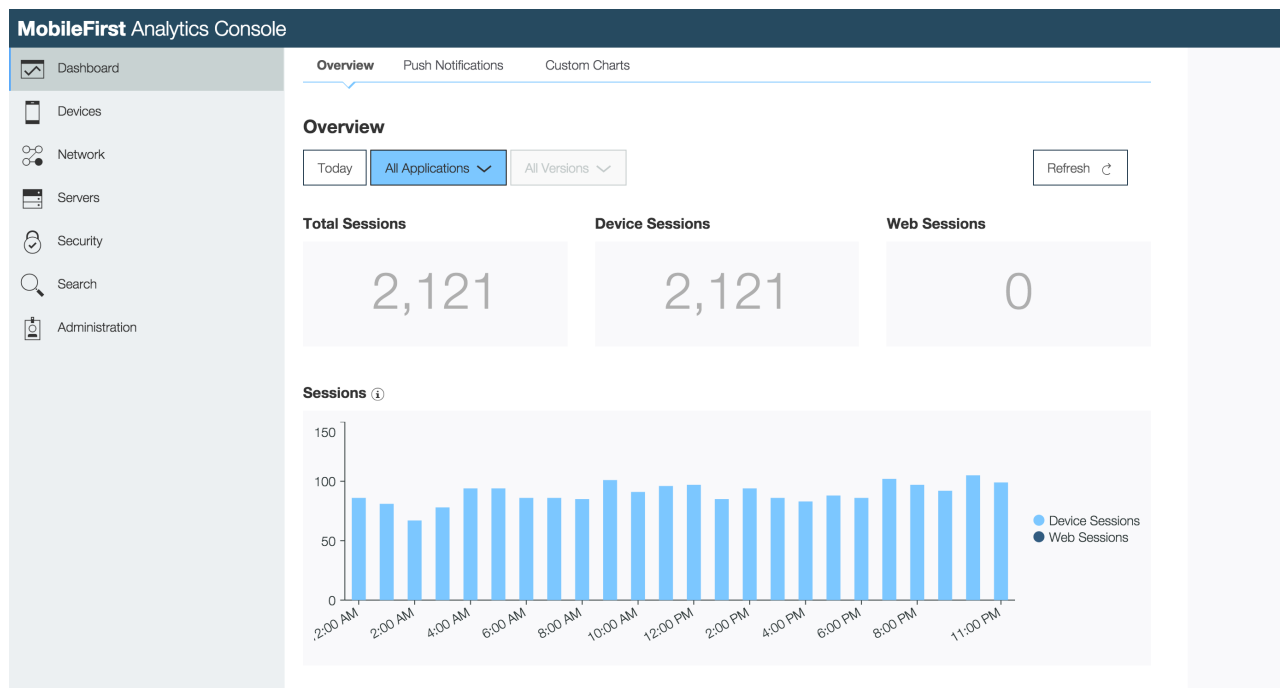 MobileFirst Analytics Console
Dashboard
Devices
Network
Servers
Security
Search
Administration
Overview Push Notifications Custom Charts
Overview
Today All Applications All Versions Refresh
Total Sessions Device Sessions Web Sessions
2,121 2,121 0
Sessions
150
100
50
0
2:00 AM 2:00 AM 4:00 AM 6:00 AM 8:00 AM 10:00 AM 12:00 PM 2:00 PM 4:00 PM 6:00 PM 8:00 PM 11:00 PM
Device Sessions
Web Sessions